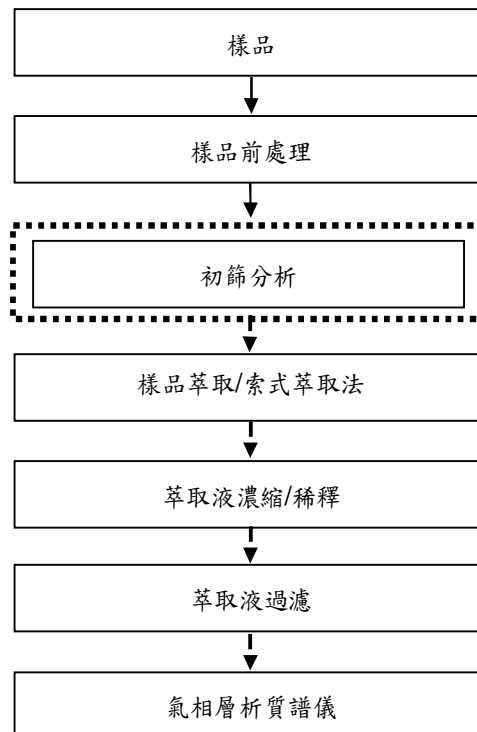 樣品
樣品前處理
初篩分析
樣品萃取/索式萃取法
萃取液濃縮/稀釋
萃取液過濾
氣相層析質譜儀